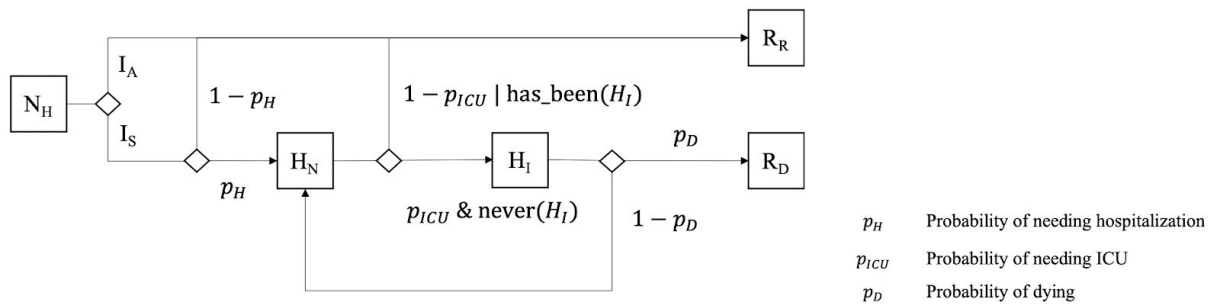 R_R
I_A
N_H
1 − p_H
1 − p_ICU | has_been(H_I)
I_S
p_D
H_N
H_I
R_D
p_H
p_ICU & never(H_I)
1 − p_D
p_H Probability of needing hospitalization
p_ICU Probability of needing ICU
p_D Probability of dying